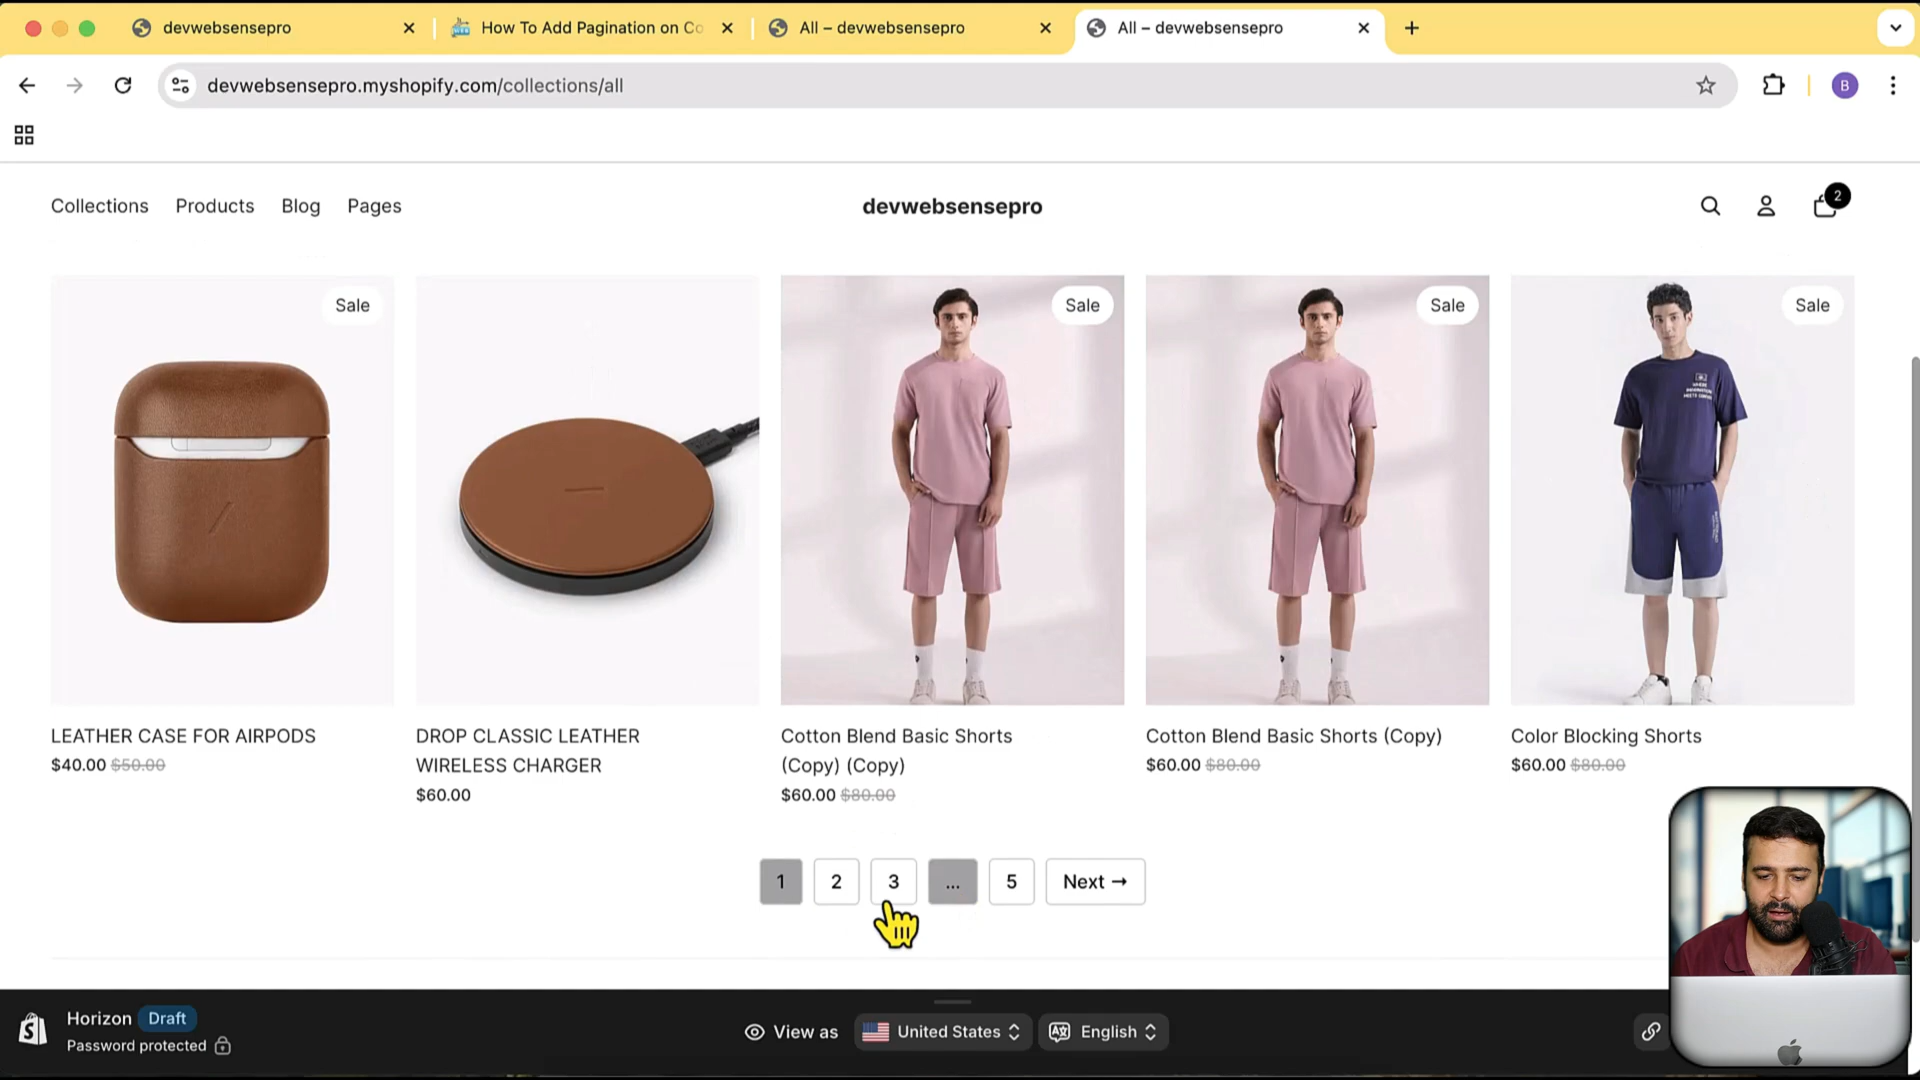 devwebsensepro
How To Add Pagination on Co
All – devwebsensepro
All – devwebsensepro
devwebsensepro.myshopify.com/collections/all
B
Collections
Products
Blog
Pages
devwebsensepro
2
Sale
Sale
Sale
Sale
LEATHER CASE FOR AIRPODS
$40.00 $50.00
DROP CLASSIC LEATHER
WIRELESS CHARGER
$60.00
Cotton Blend Basic Shorts
(Copy) (Copy)
$60.00 $80.00
Cotton Blend Basic Shorts (Copy)
$60.00 $80.00
Color Blocking Shorts
$60.00 $80.00
1
2
3
...
5
Next →
Horizon
Draft
Password protected
View as
United States
English